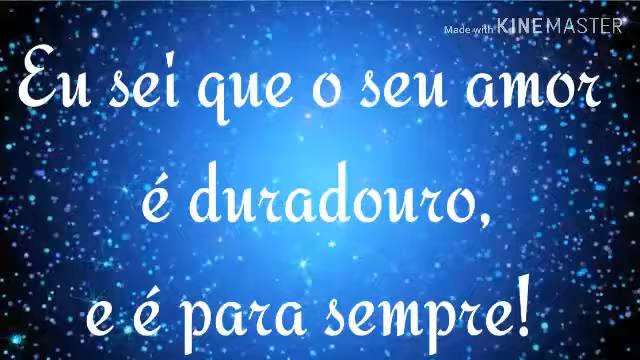 Made with KINEMASTER
Eu sei que o seu amor
é duradouro,
e é para sempre!